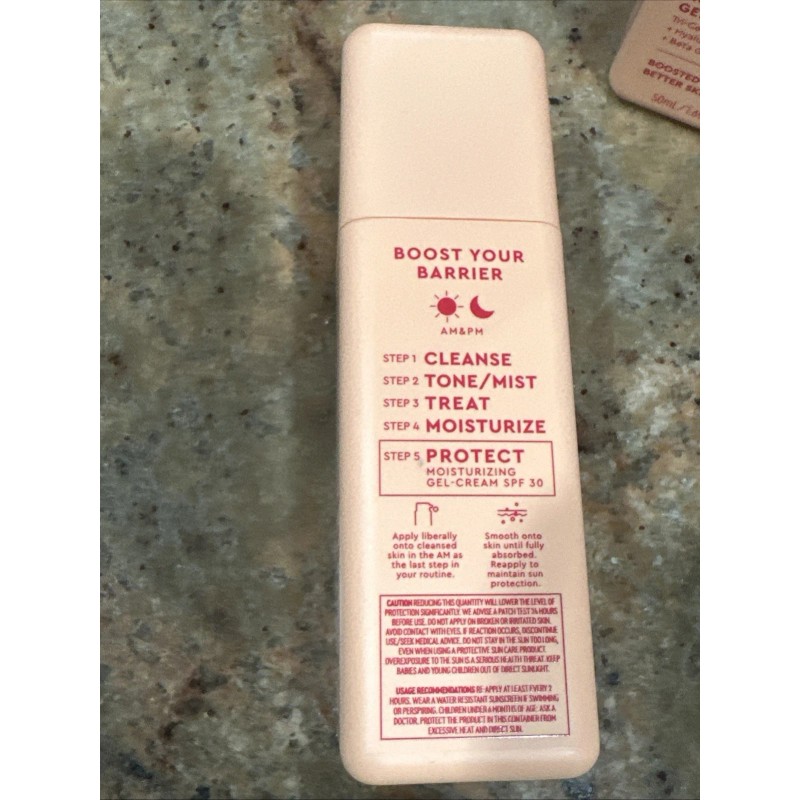 BOOST YOUR
BARRIER
AM&PM
STEP 1 CLEANSE
STEP 2 TONE/MIST
STEP 3 TREAT
STEP 4 MOISTURIZE
STEP 5 PROTECT
MOISTURIZING
GEL-CREAM SPF 30
Apply liberally
onto cleansed
skin in the AM as
the last step in
your routine.
Smooth onto
skin until fully
absorbed.
Reapply to
maintain sun
protection.
CAUTION REDUCING THIS QUANTITY WILL LOWER THE LEVEL OF
PROTECTION SIGNIFICANTLY. WE ADVISE A PATCH TEST 24 HOURS
BEFORE USE. DO NOT APPLY ON BROKEN OR IRRITATED SKIN.
AVOID CONTACT WITH EYES. IF REACTION OCCURS, DISCONTINUE
USE/SEEK MEDICAL ADVICE. DO NOT STAY IN THE SUN TOO LONG,
EVEN WHEN USING A PROTECTIVE SUN CARE PRODUCT.
OVEREXPOSURE TO THE SUN IS A SERIOUS HEALTH THREAT. KEEP
BABIES AND YOUNG CHILDREN OUT OF DIRECT SUNLIGHT.
USAGE RECOMMENDATIONS RE-APPLY AT LEAST EVERY 2
HOURS. WEAR A WATER RESISTANT SUNSCREEN IF SWIMMING
OR PERSPIRING. CHILDREN UNDER 6 MONTHS OF AGE: ASK A
DOCTOR. PROTECT THE PRODUCT IN THIS CONTAINER FROM
EXCESSIVE HEAT AND DIRECT SUN.
BOOSTED
BETTER
50mL